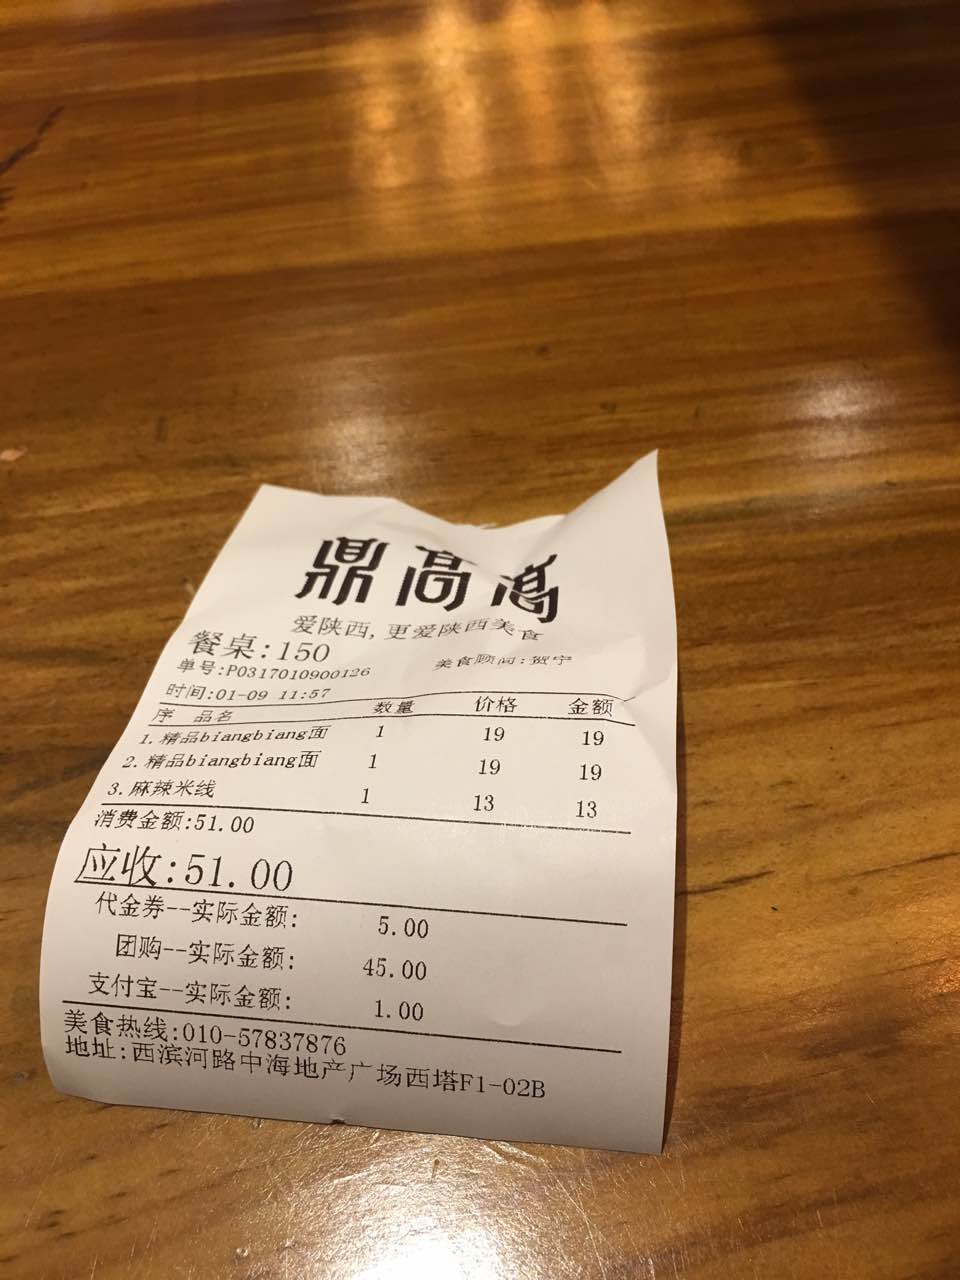 鼎高高
爱陕西,更爱陕西美食
餐桌:150
单号:P0317010900126 美食顾问:贺宁
时间:01-09 11:57
序 品名 数量 价格 金额
1.精品biangbiang面 1 19 19
2.精品biangbiang面 1 19 19
3.麻辣米线 1 13 13
消费金额:51.00
应收:51.00
代金券--实际金额: 5.00
团购--实际金额: 45.00
支付宝--实际金额: 1.00
美食热线:010-57837876
地址:西滨河路中海地产广场西塔F1-02B